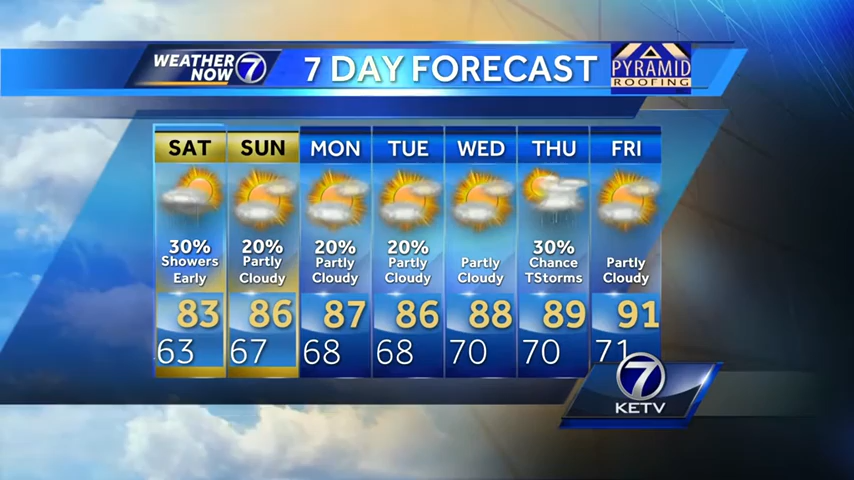 WEATHER
NOW 7
7 DAY FORECAST
PYRAMID
ROOFING
SAT SUN MON TUE WED THU FRI
30% 20% 20% 20% 30%
Showers Partly Partly Partly Partly Chance Partly
Early Cloudy Cloudy Cloudy Cloudy TStorms Cloudy
83 86 87 86 88 89 91
63 67 68 68 70 70 71
7
KETV